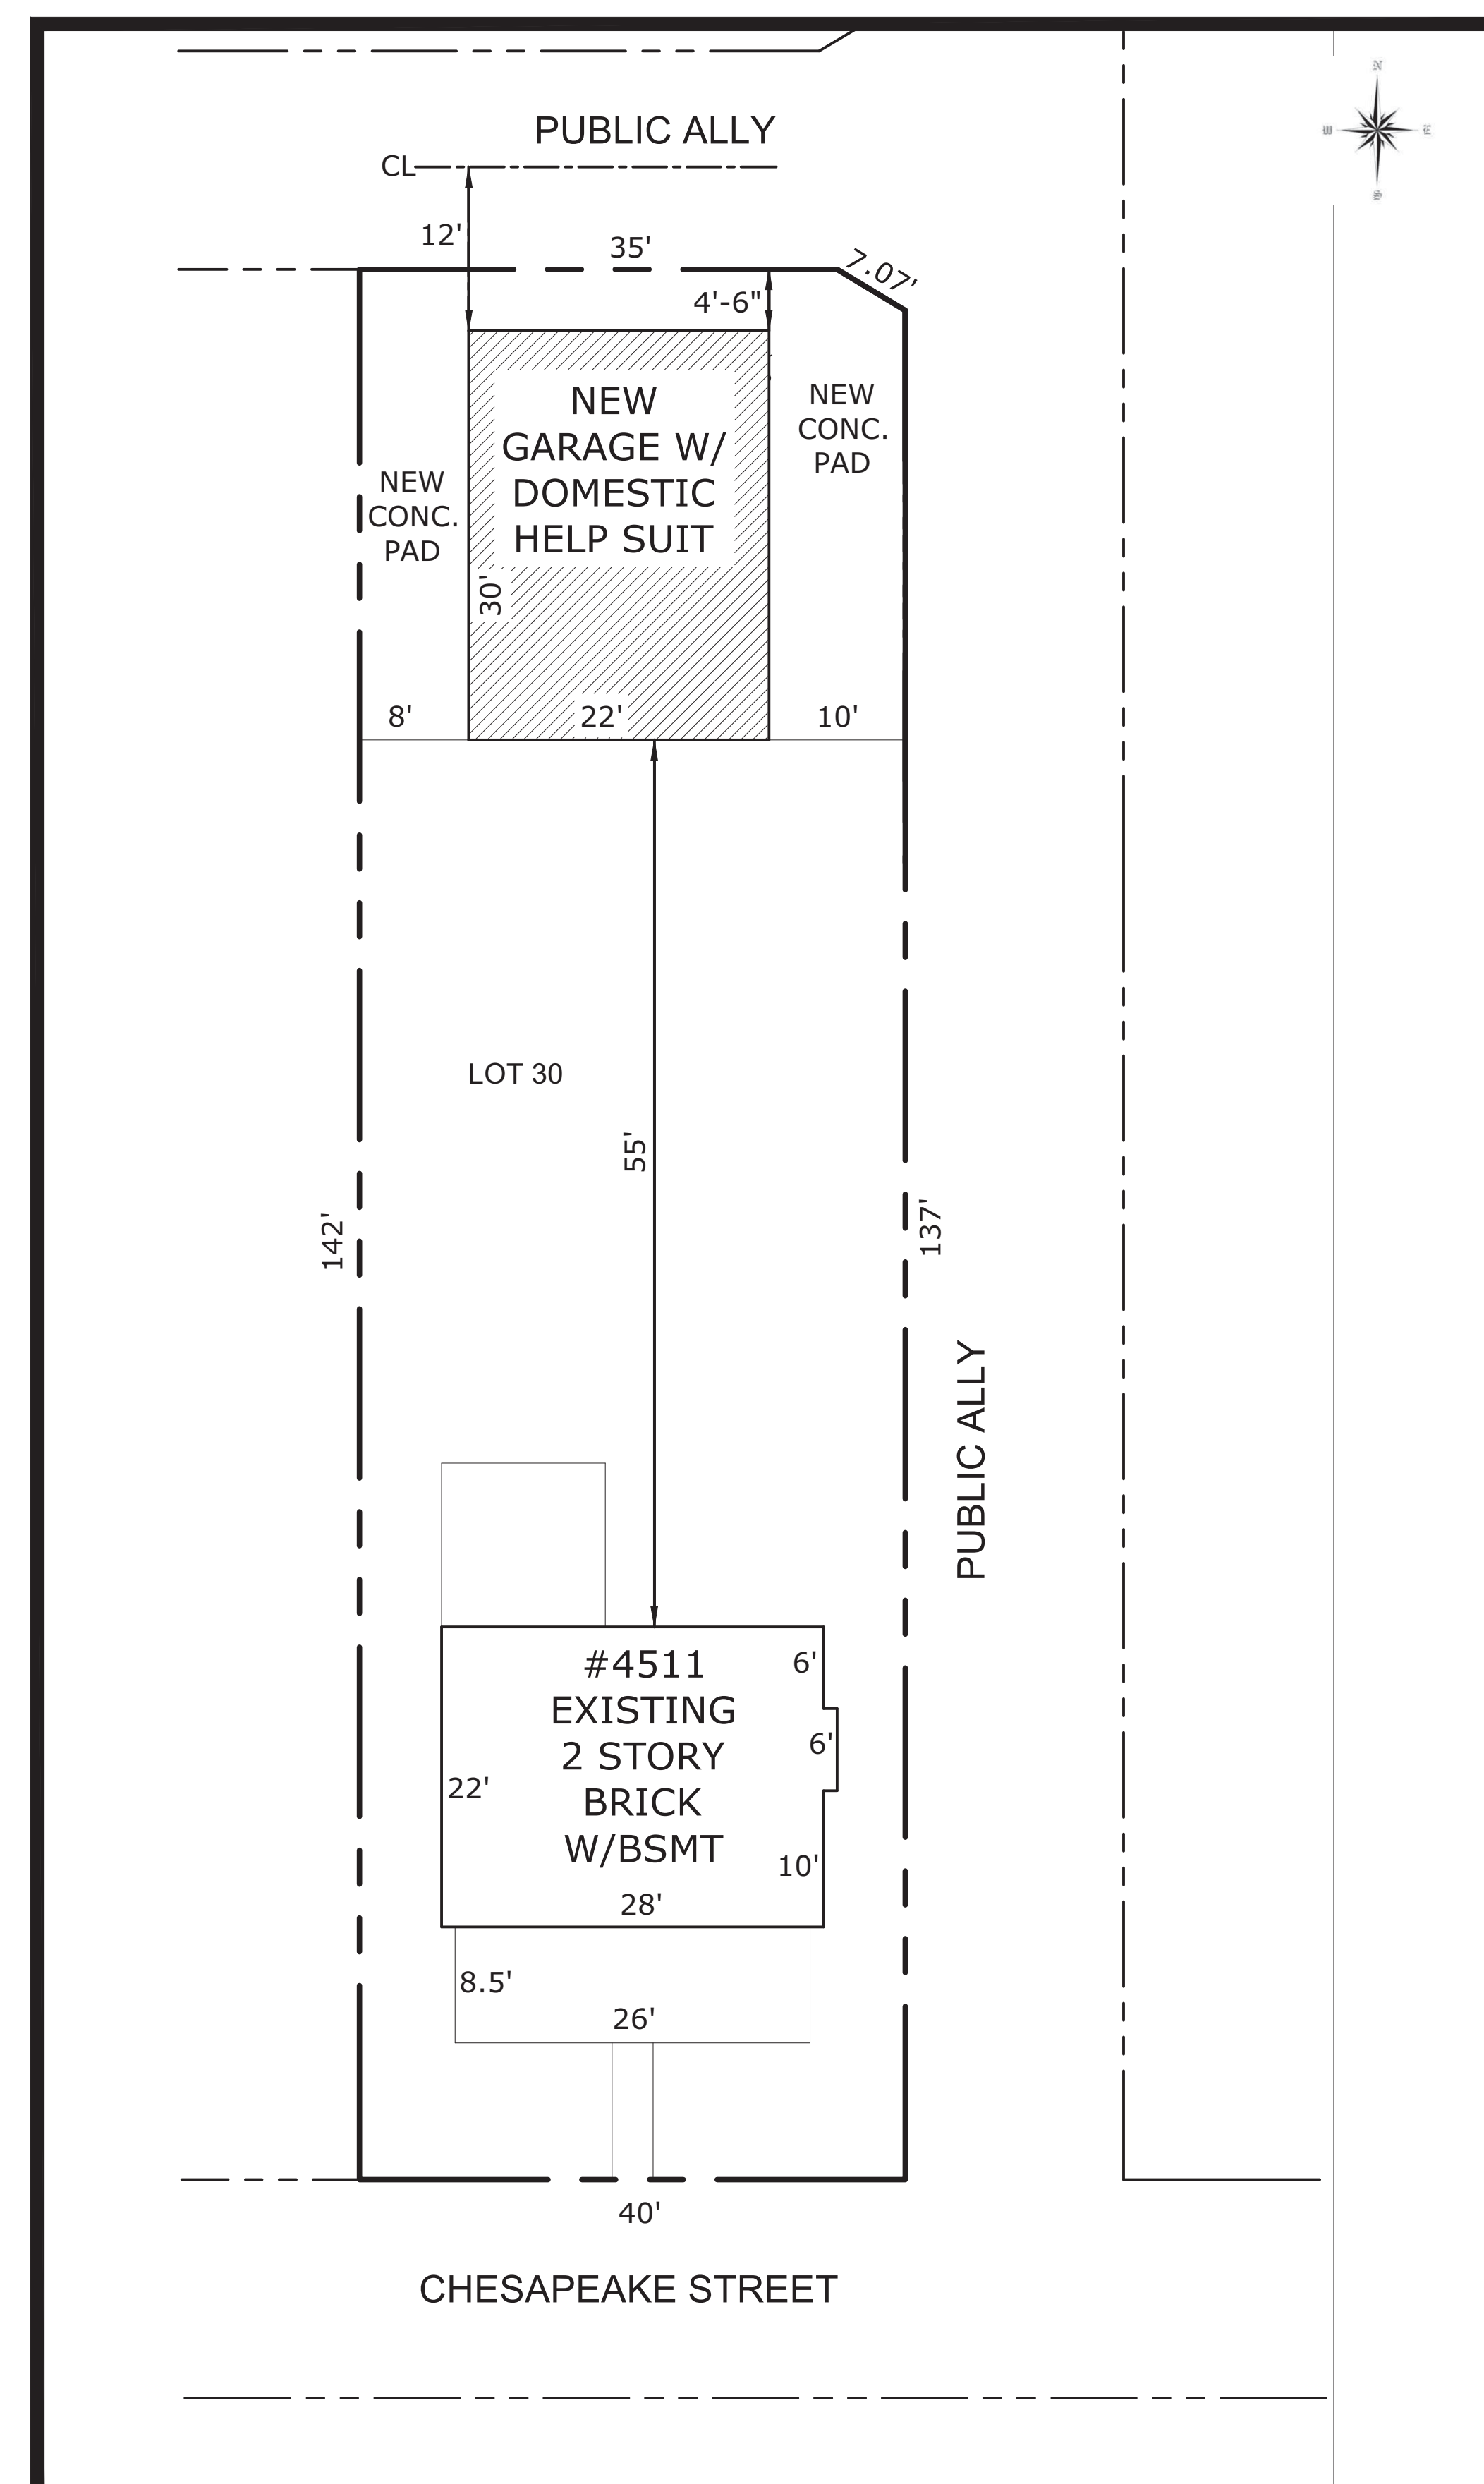 N
S
PUBLIC ALLY
CL
12'
35'
7.07'
4'-6"
NEW
GARAGE W/
DOMESTIC
HELP SUIT
NEW
CONC.
PAD
NEW
CONC.
PAD
30'
8'
22'
10'
LOT 30
55'
142'
137'
PUBLIC ALLY
#4511
EXISTING
2 STORY
BRICK
W/BSMT
6'
6'
22'
10'
28'
8.5'
26'
40'
CHESAPEAKE STREET